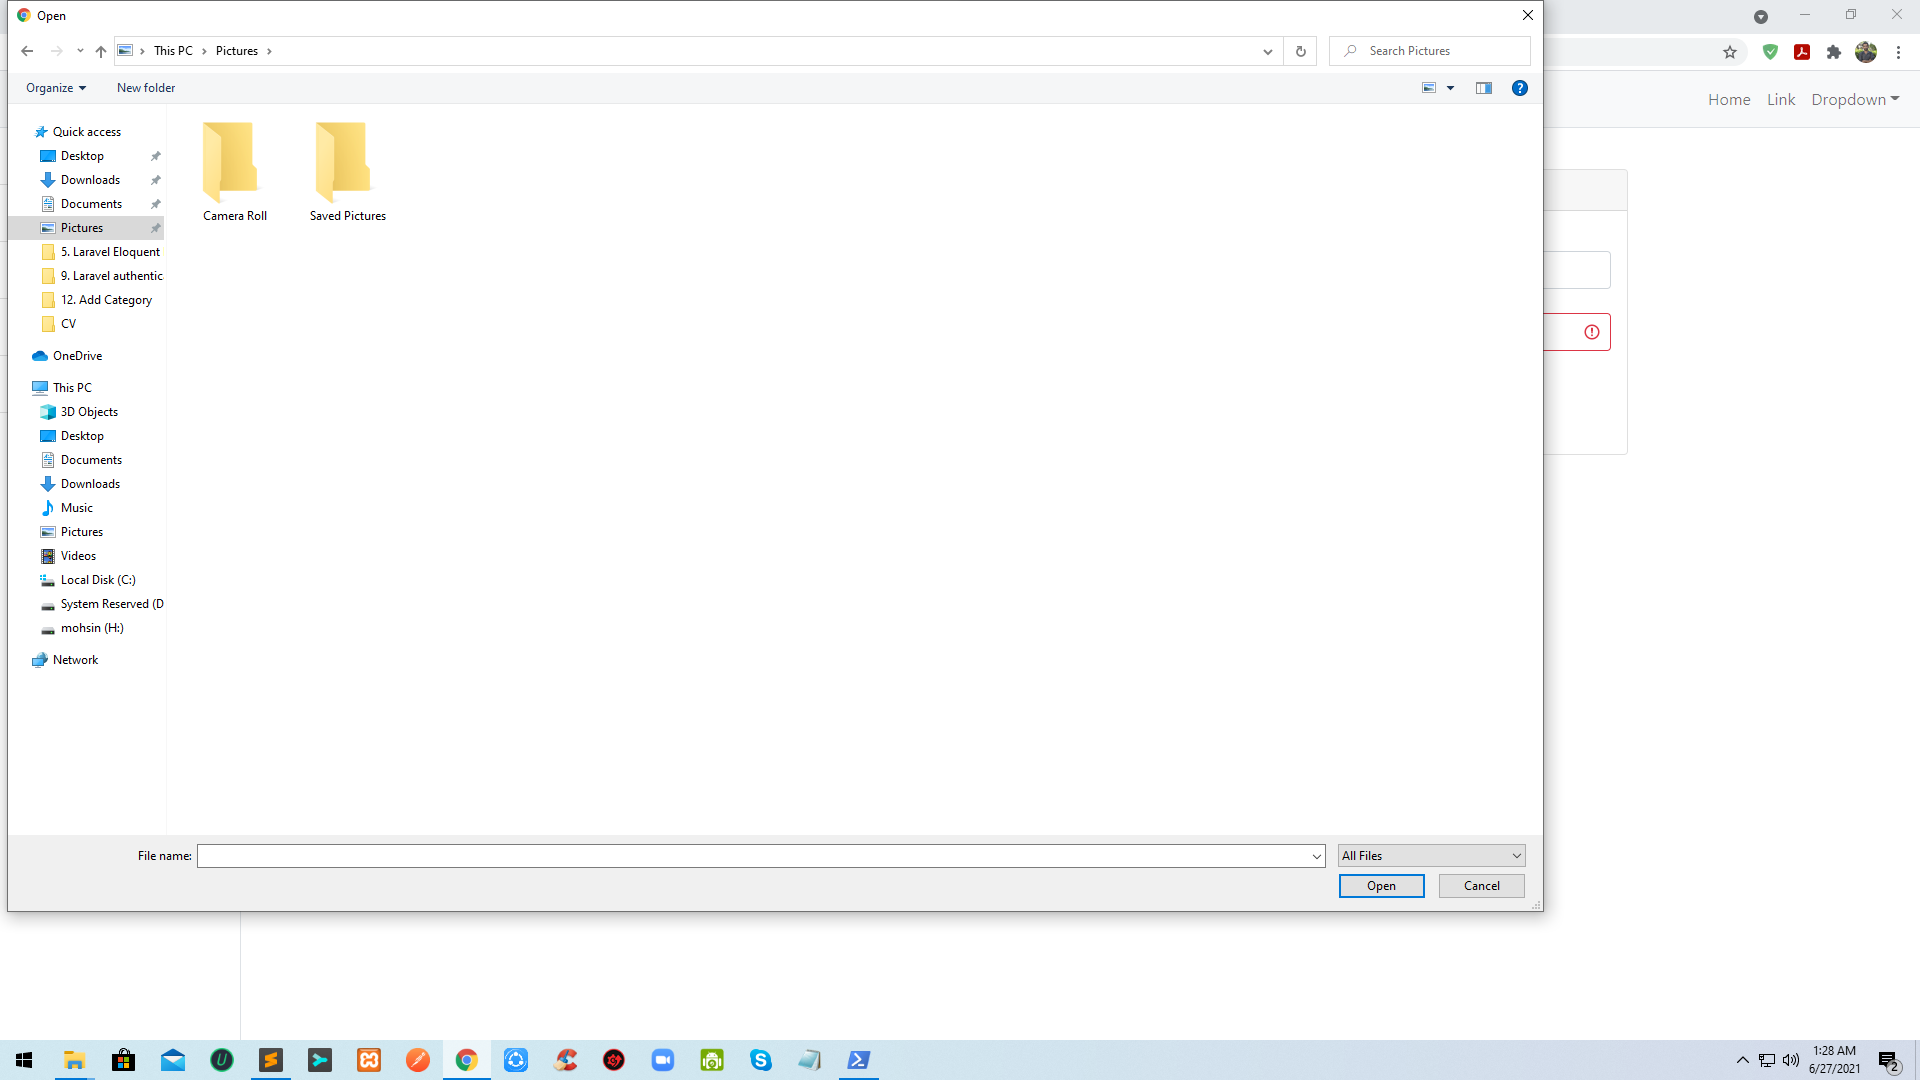 Open
This PC
Pictures
Search Pictures
Organize
New folder
Home
Link
Dropdown
Quick access
Desktop
Downloads
Documents
Pictures
5. Laravel Eloquent
9. Laravel authentic
12. Add Category
CV
OneDrive
This PC
3D Objects
Desktop
Documents
Downloads
Music
Pictures
Videos
Local Disk (C:)
System Reserved (D
mohsin (H:)
Network
Camera Roll
Saved Pictures
File name:
All Files
Open
Cancel
1:28 AM
6/27/2021
2